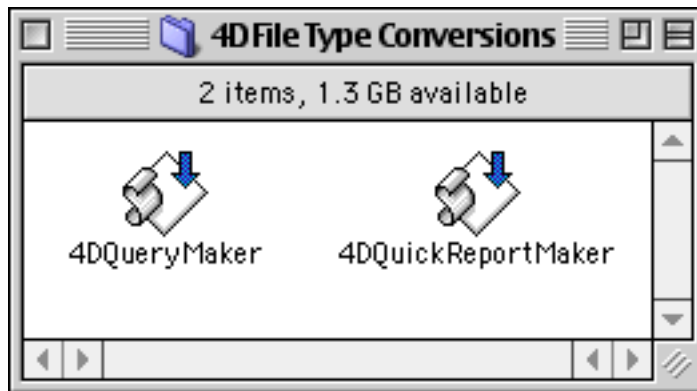 4D File Type Conversions
2 items, 1.3 GB available
4DQueryMaker
4DQuickReportMaker